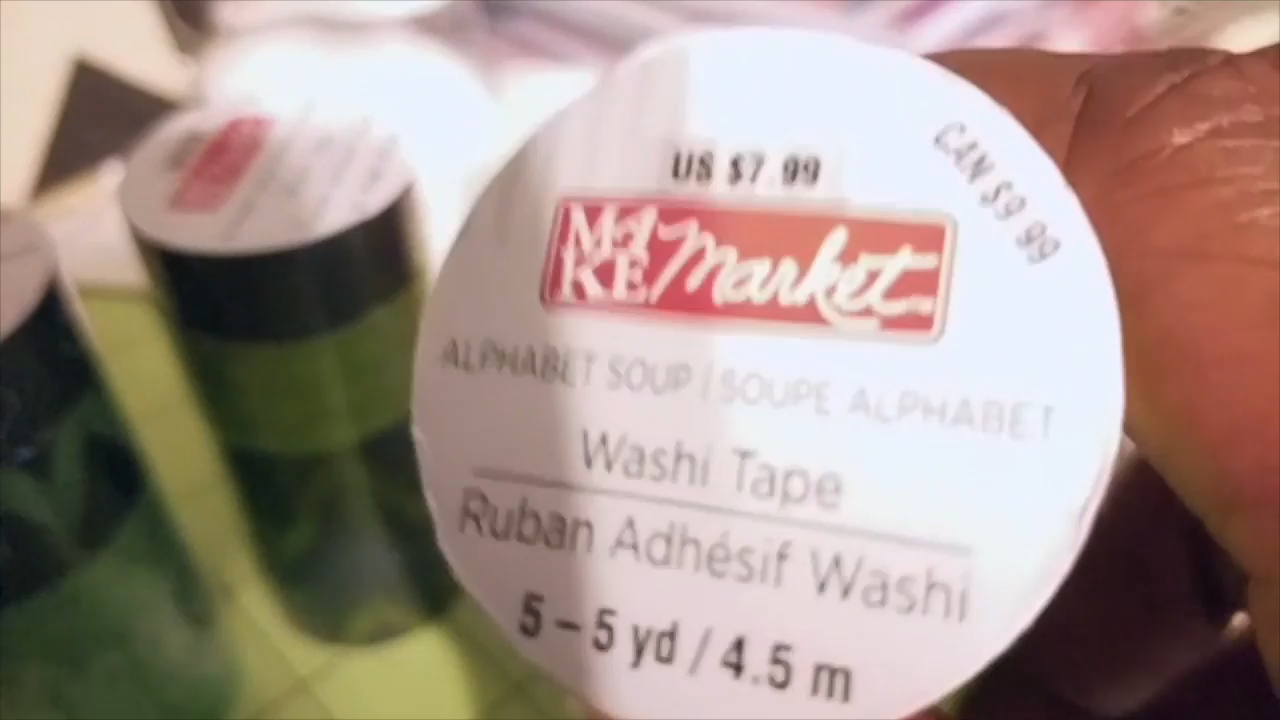 US $7.99
CAN $9.99
MAKE Market
ALPHABET SOUP | SOUPE ALPHABET
Washi Tape
Ruban Adhésif Washi
5 – 5 yd / 4.5 m